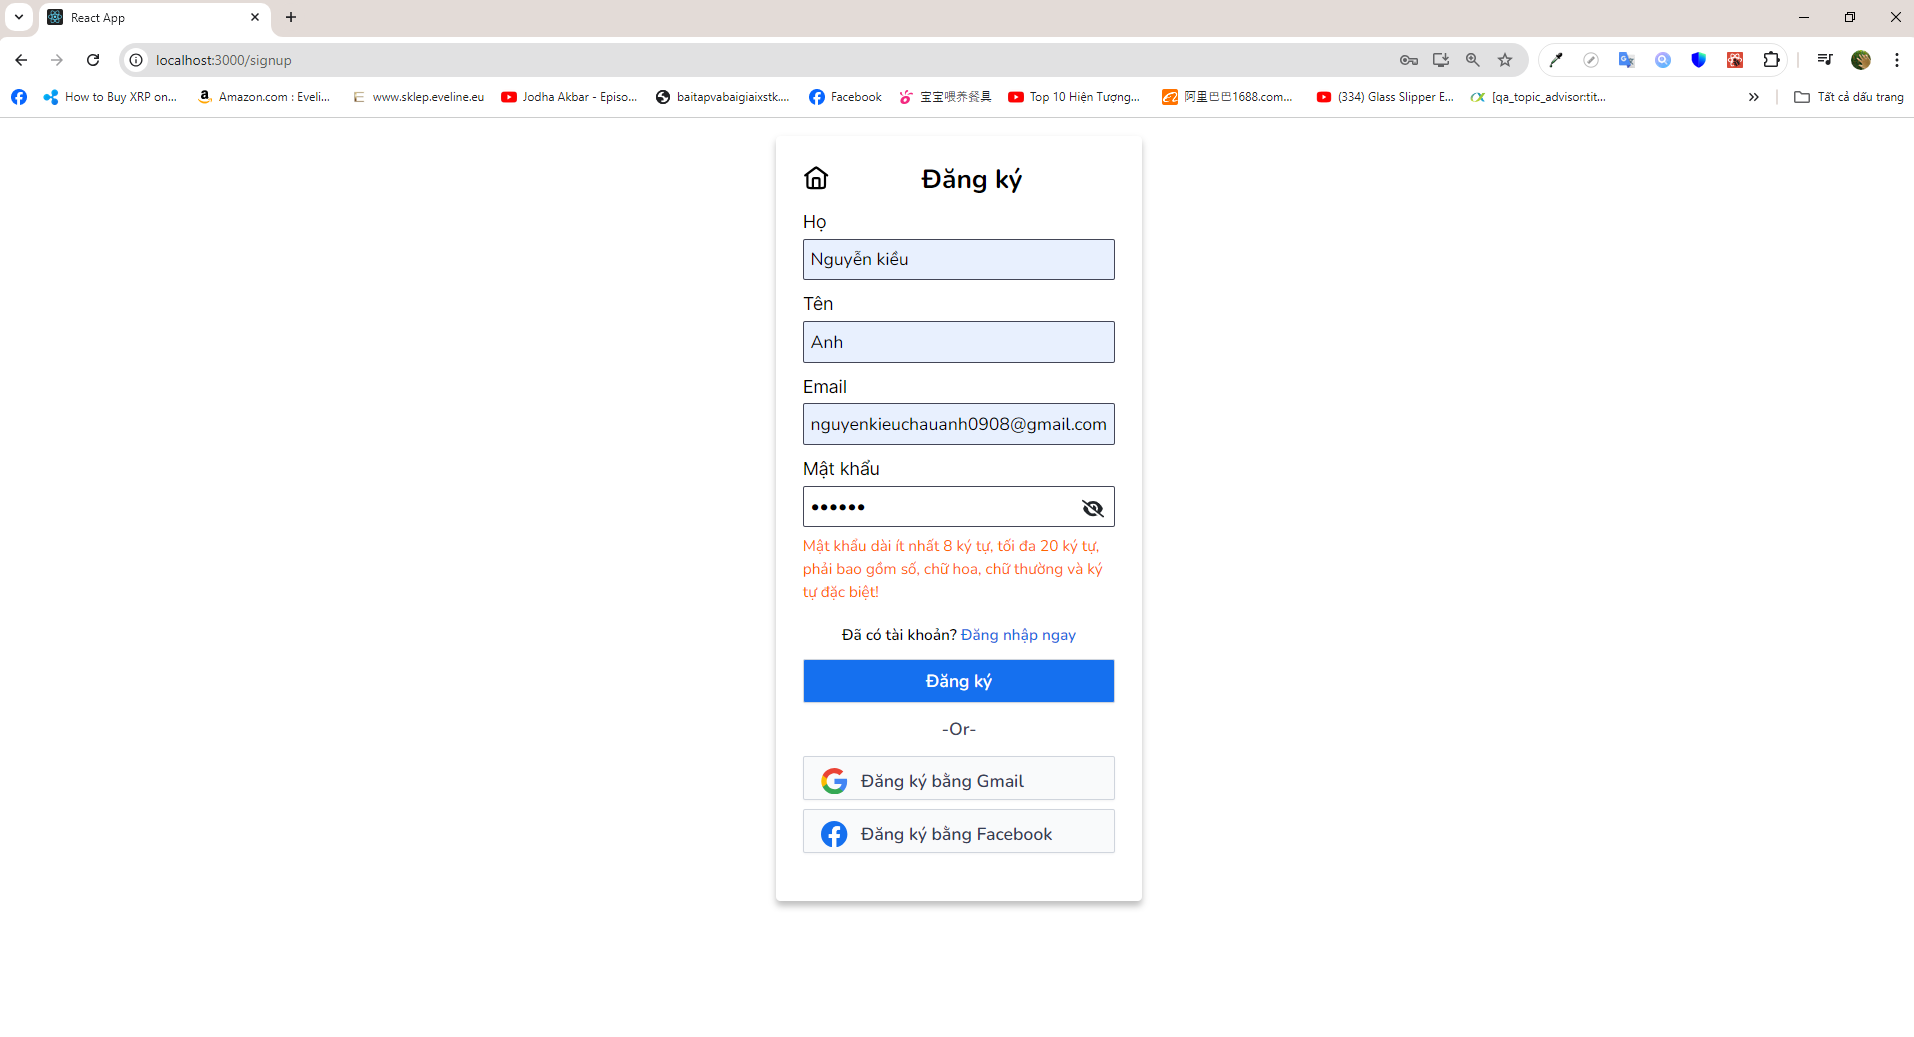 React App
localhost:3000/signup
How to Buy XRP on...
Amazon.com : Eveli...
www.sklep.eveline.eu
Jodha Akbar - Episo...
baitapvabaigiaixstk....
Facebook
宝宝喂养餐具
Top 10 Hiện Tượng...
阿里巴巴1688.com...
(334) Glass Slipper E...
[qa_topic_advisor:tit...
Tất cả dấu trang
Đăng ký
Họ
Nguyễn kiều
Tên
Anh
Email
nguyenkieuchauanh0908@gmail.com
Mật khẩu
••••••
Mật khẩu dài ít nhất 8 ký tự, tối đa 20 ký tự,
phải bao gồm số, chữ hoa, chữ thường và ký
tự đặc biệt!
Đã có tài khoản? Đăng nhập ngay
Đăng ký
-Or-
Đăng ký bằng Gmail
Đăng ký bằng Facebook